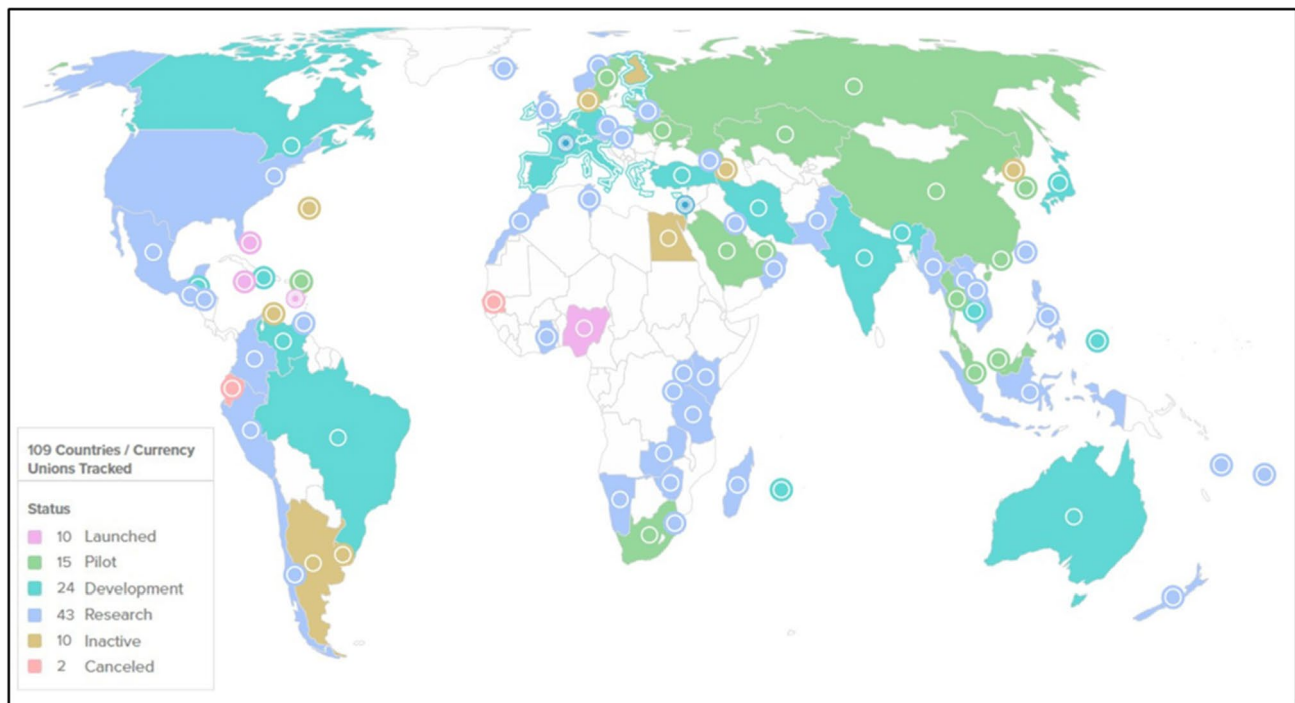 109 Countries / Currency
Unions Tracked
Status
10 Launched
15 Pilot
24 Development
43 Research
10 Inactive
2 Canceled